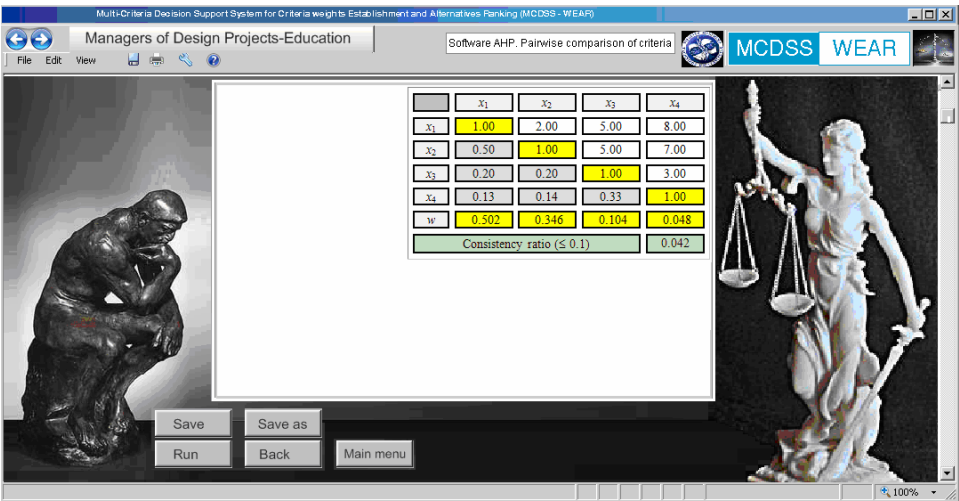 Multi-Criteria Decision Support System for Criteria weights Establishment and Alternatives Ranking (MCDSS - WEAR)
Managers of Design Projects-Education
Software AHP. Pairwise comparison of criteria
MCDSS WEAR
File Edit View
x1 x2 x3 x4
x1 1.00 2.00 5.00 8.00
x2 0.50 1.00 5.00 7.00
x3 0.20 0.20 1.00 3.00
x4 0.13 0.14 0.33 1.00
w 0.502 0.346 0.104 0.048
Consistency ratio (≤ 0.1) 0.042
Save Save as
Run Back Main menu
100%